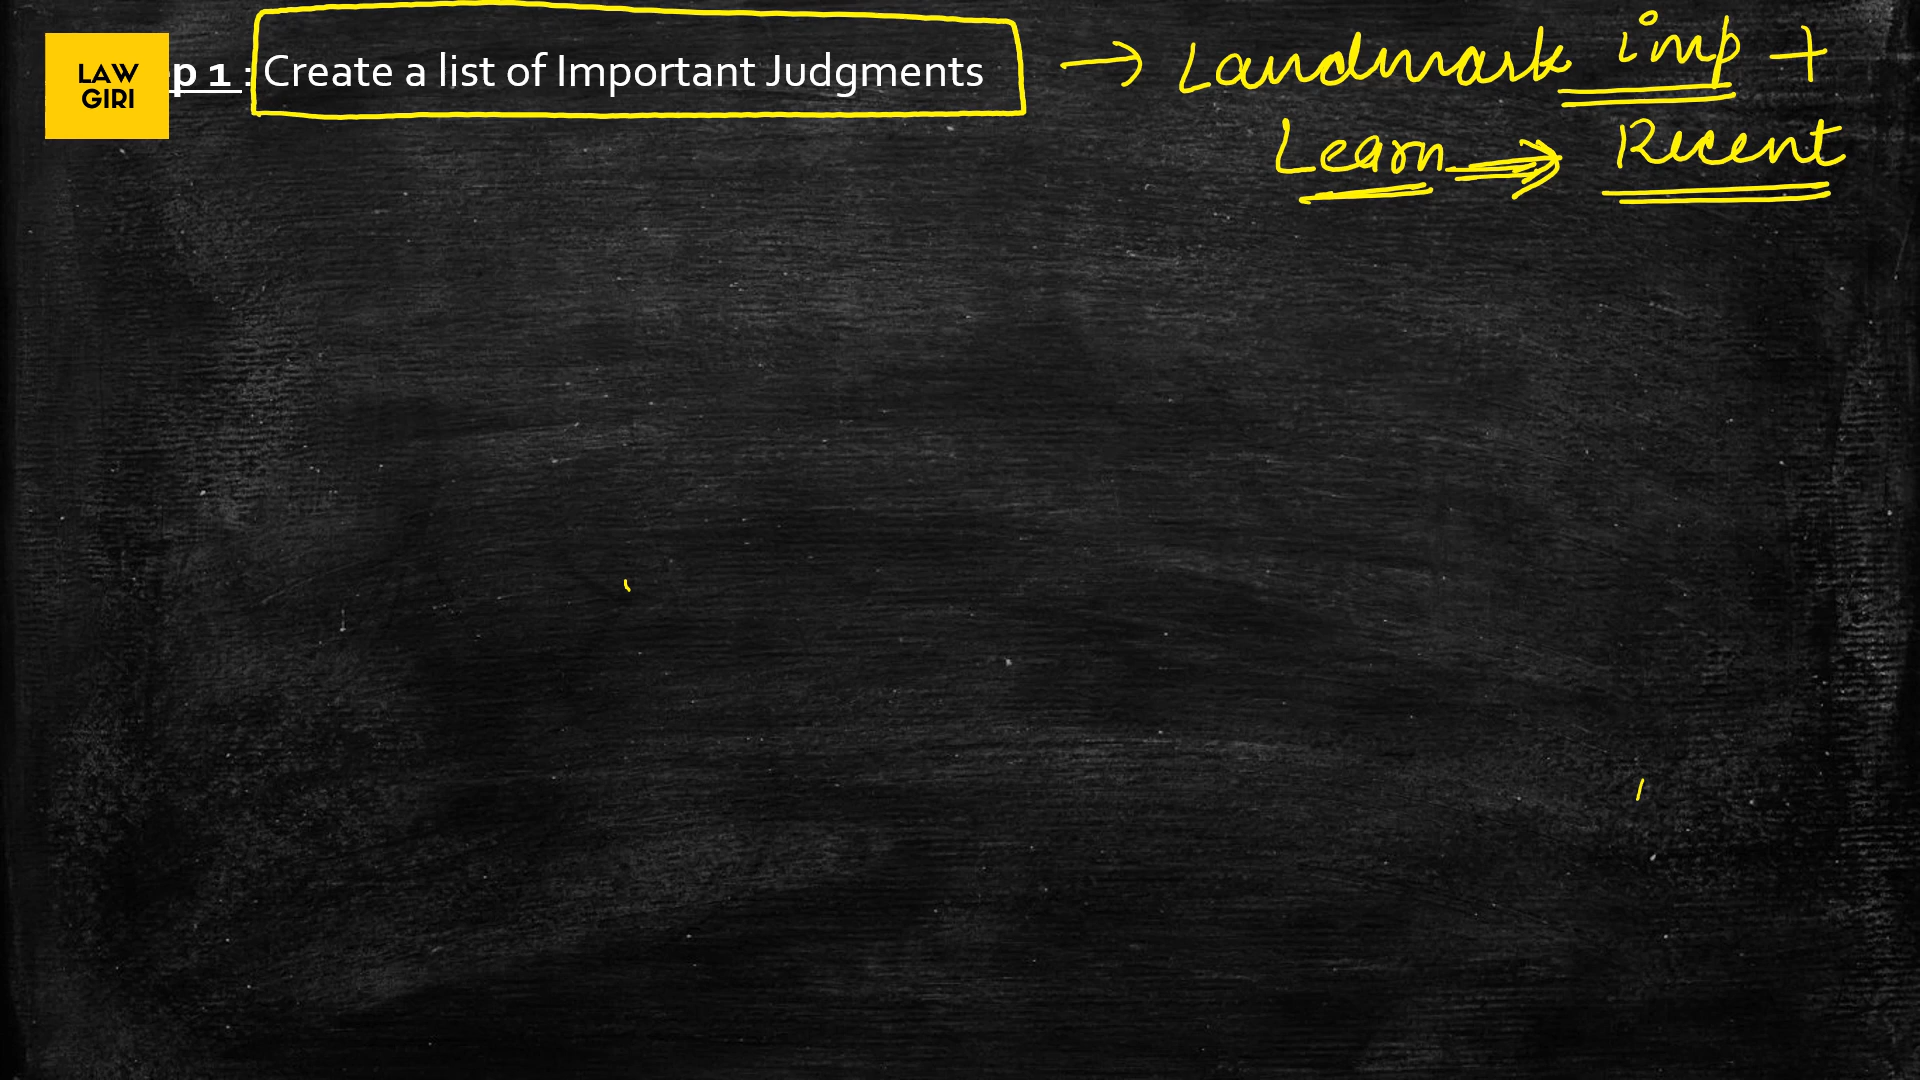 LAW
GIRI
p 1 : Create a list of Important Judgments
→ Landmark imp +
Learn ⇒ Recent